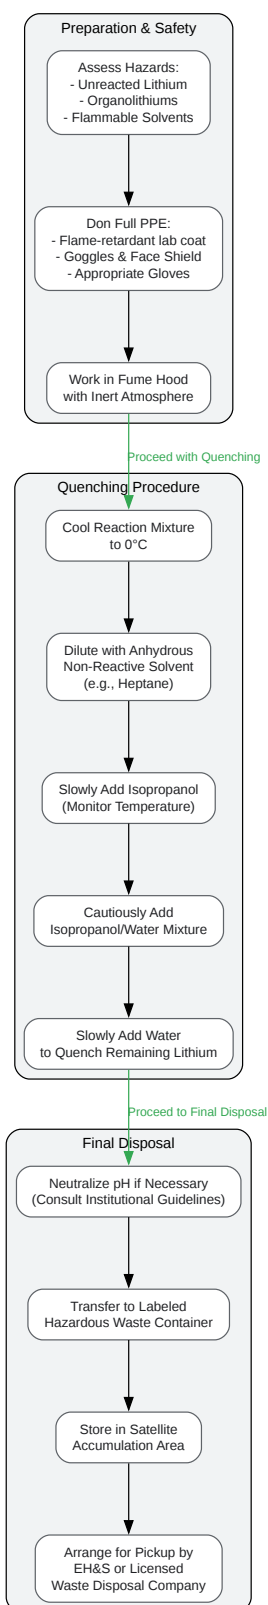 Preparation & Safety
Assess Hazards:
- Unreacted Lithium
- Organolithiums
- Flammable Solvents
Don Full PPE:
- Flame-retardant lab coat
- Goggles & Face Shield
- Appropriate Gloves
Work in Fume Hood
with Inert Atmosphere
Proceed with Quenching
Quenching Procedure
Cool Reaction Mixture
to 0°C
Dilute with Anhydrous
Non-Reactive Solvent
(e.g., Heptane)
Slowly Add Isopropanol
(Monitor Temperature)
Cautiously Add
Isopropanol/Water Mixture
Slowly Add Water
to Quench Remaining Lithium
Proceed to Final Disposal
Final Disposal
Neutralize pH if Necessary
(Consult Institutional Guidelines)
Transfer to Labeled
Hazardous Waste Container
Store in Satellite
Accumulation Area
Arrange for Pickup by
EH&S or Licensed
Waste Disposal Company